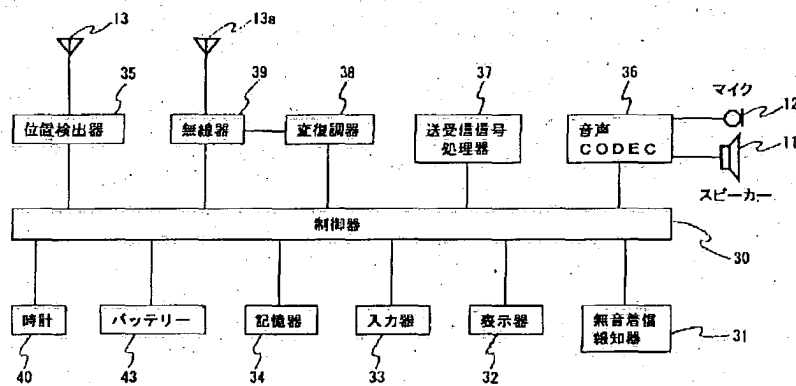 13
13a
35
39
38
37
36
マイク
12
位置検出器
無線器
変復調器
送受信信号
処理器
音声
CODEC
11
スピーカー
制御器
30
時計
バッテリー
記憶器
入力器
表示器
無音着信
報知器
31
40
43
34
33
32